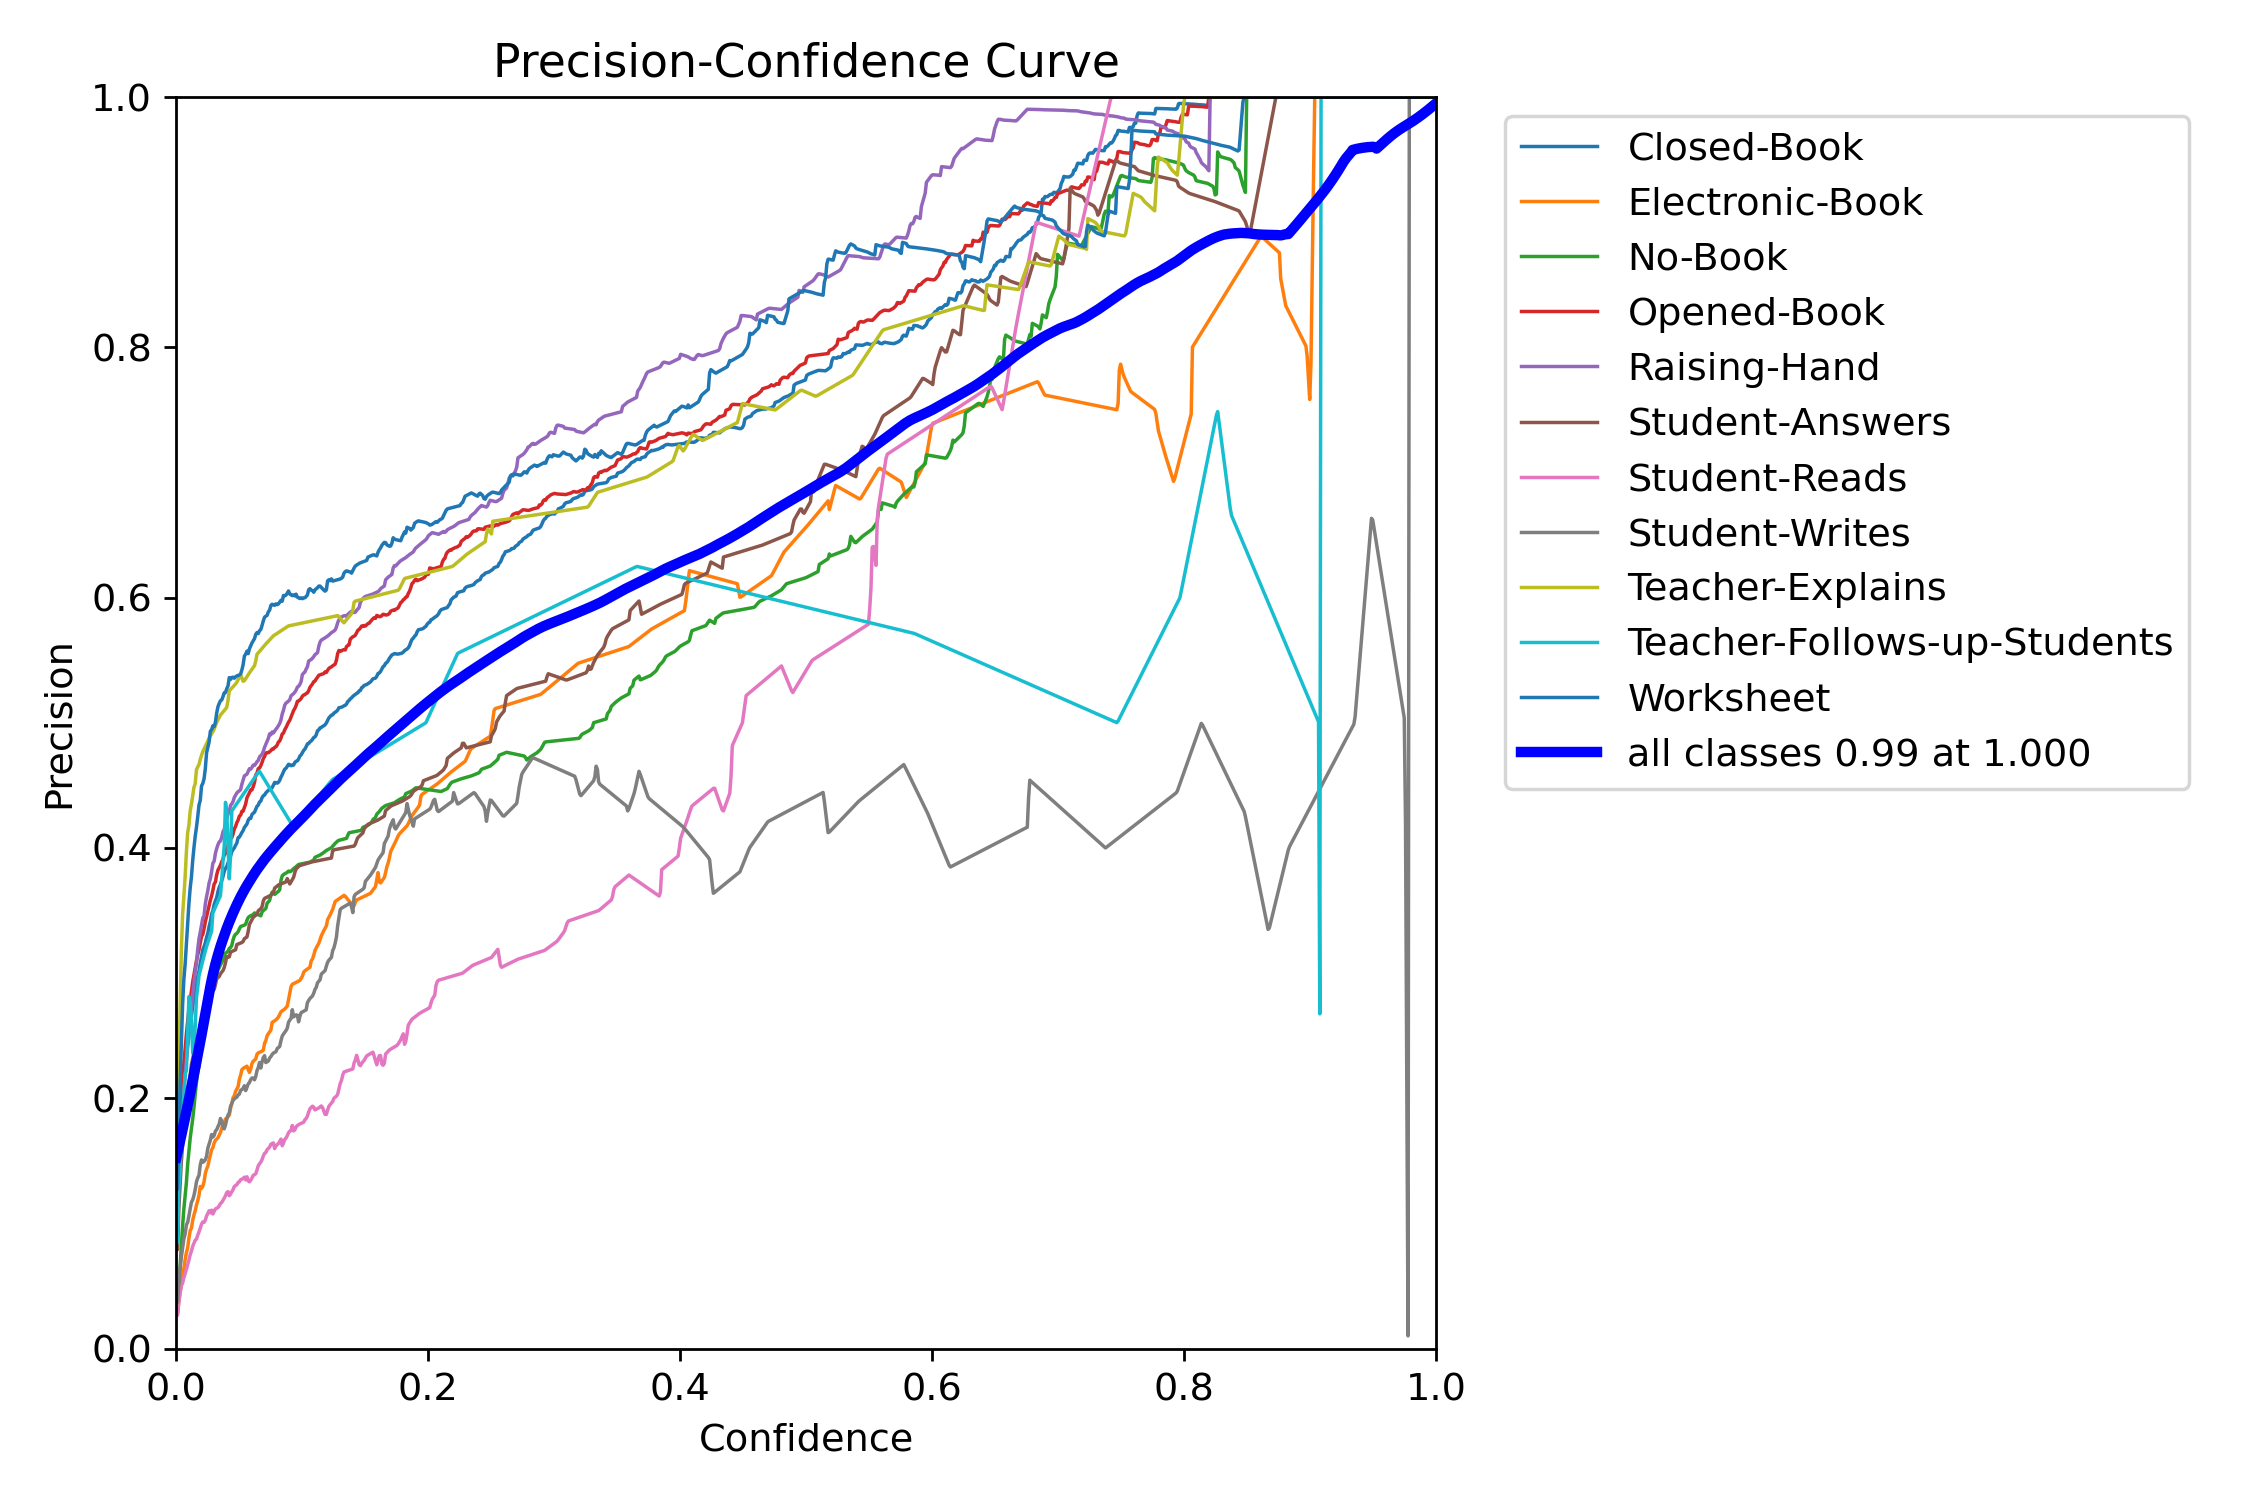 Precision-Confidence Curve
1.0
0.8
0.6
0.4
0.2
0.0
Precision
0.0 0.2 0.4 0.6 0.8 1.0
Confidence
Closed-Book
Electronic-Book
No-Book
Opened-Book
Raising-Hand
Student-Answers
Student-Reads
Student-Writes
Teacher-Explains
Teacher-Follows-up-Students
Worksheet
all classes 0.99 at 1.000